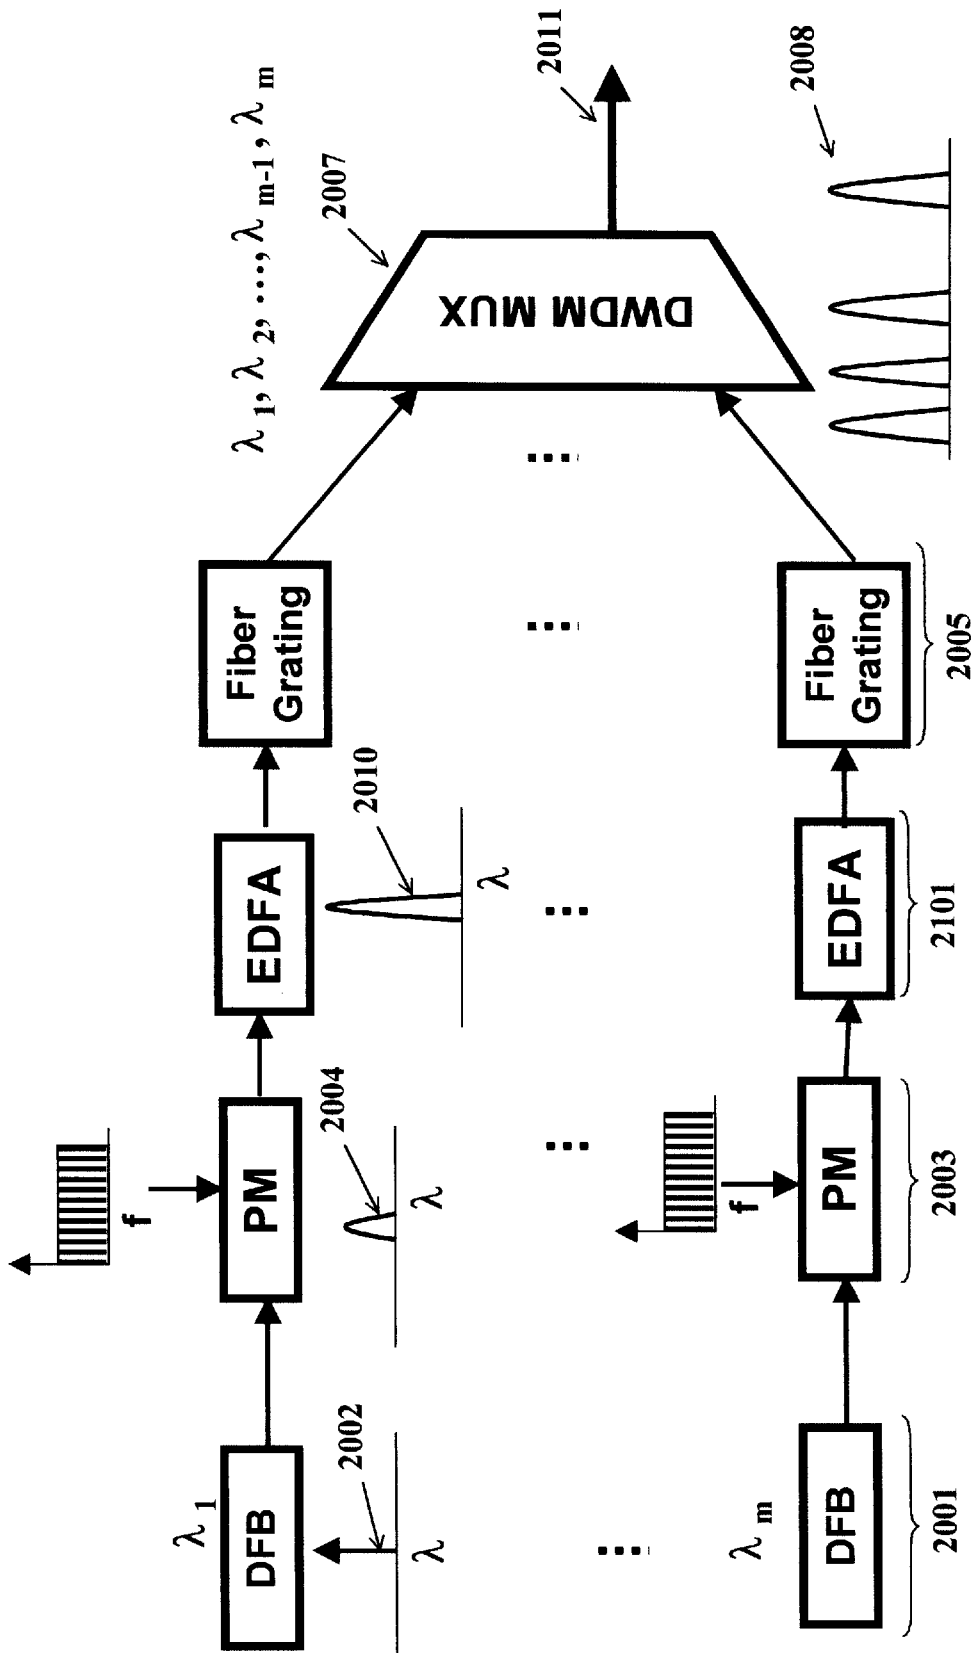 λ 1, λ 2, ..., λ m-1, λ m
2007
2011
DWDM MUX
2008
f
λ 1
DFB
PM
EDFA
Fiber
Grating
2002
λ
2004
λ
2010
λ
f
λ m
DFB
PM
EDFA
Fiber
Grating
2001
2003
2101
2005